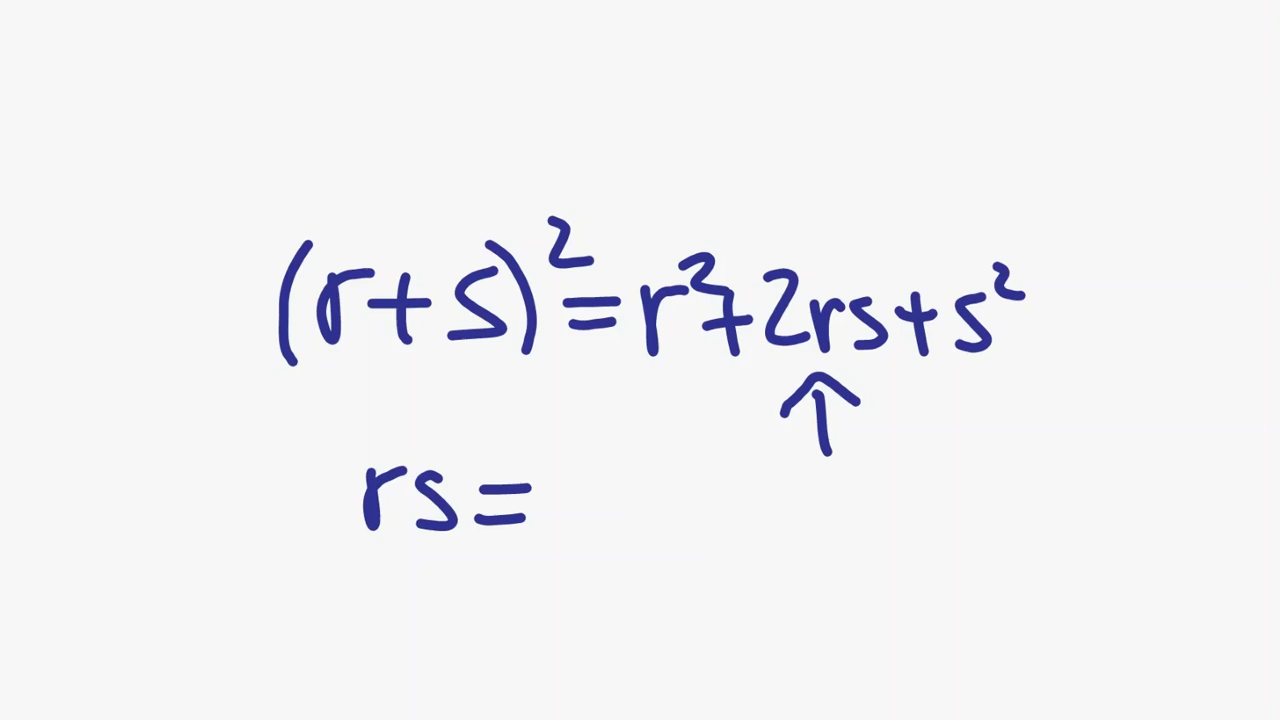 (r+s)²=r²+2rs+s²
↑
rs=